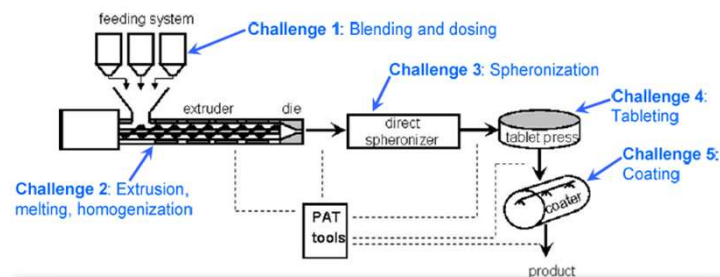 feeding system
Challenge 1: Blending and dosing
Challenge 3: Spheronization
extruder
die
Challenge 4:
Tableting
direct
spheronizer
tablet press
Challenge 2: Extrusion,
melting, homogenization
Challenge 5:
Coating
coater
PAT
tools
product